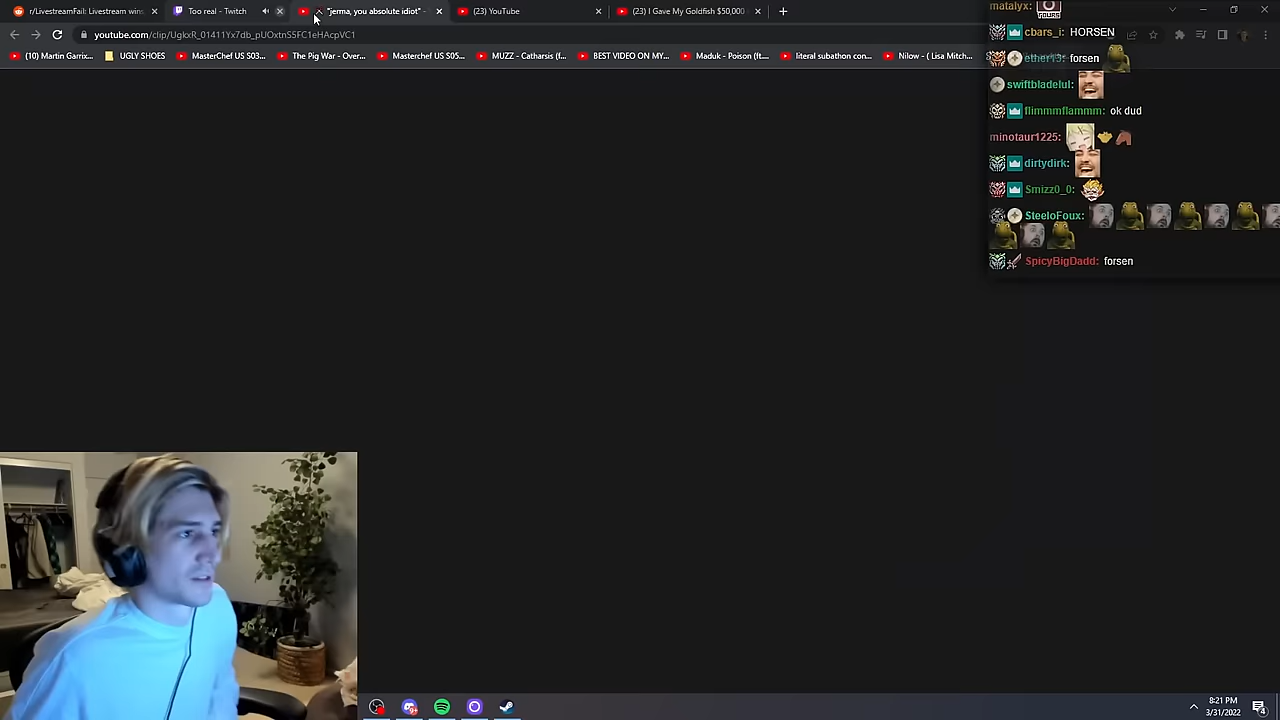 r/LivestreamFail: Livestream wins
Too real - Twitch
"jerma, you absolute idiot" -
(23) YouTube
(23) I Gave My Goldfish $50,000
youtube.com/clip/UgkxR_01411Yx7db_pUOxtnS5FC1eHAcpVC1
(10) Martin Garrix...
UGLY SHOES
MasterChef US S03...
The Pig War - Over...
Masterchef US S05...
MUZZ - Catharsis (f...
BEST VIDEO ON MY...
Maduk - Poison (ft....
literal subathon con...
Nilow - ( Lisa Mitch...
matalyx:
cbars_i: HORSEN
ether13: forsen
swiftbladelul:
flimmmflammm: ok dud
minotaur1225:
dirtydirk:
Smizz0_0:
SteeloFoux:
SpicyBigDadd: forsen
8:21 PM
3/31/2022